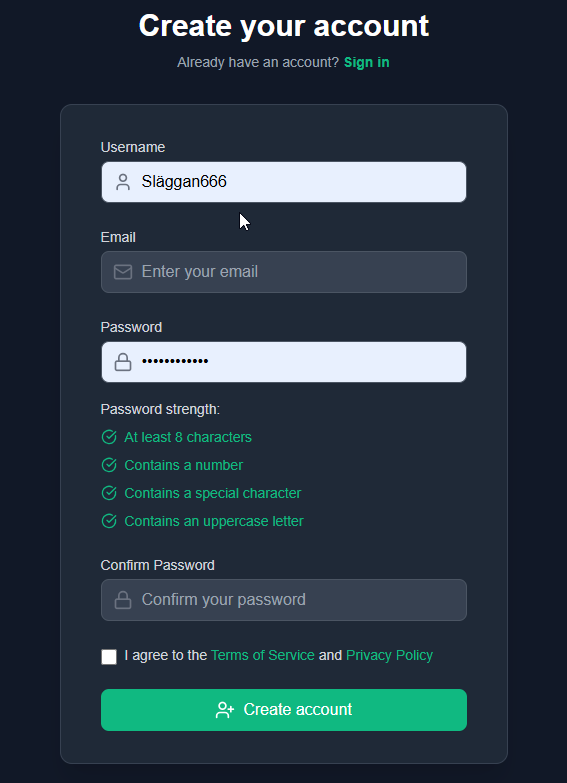 Create your account
Already have an account? Sign in
Username
Släggan666
Email
Enter your email
Password
••••••••••••
Password strength:
At least 8 characters
Contains a number
Contains a special character
Contains an uppercase letter
Confirm Password
Confirm your password
I agree to the Terms of Service and Privacy Policy
Create account